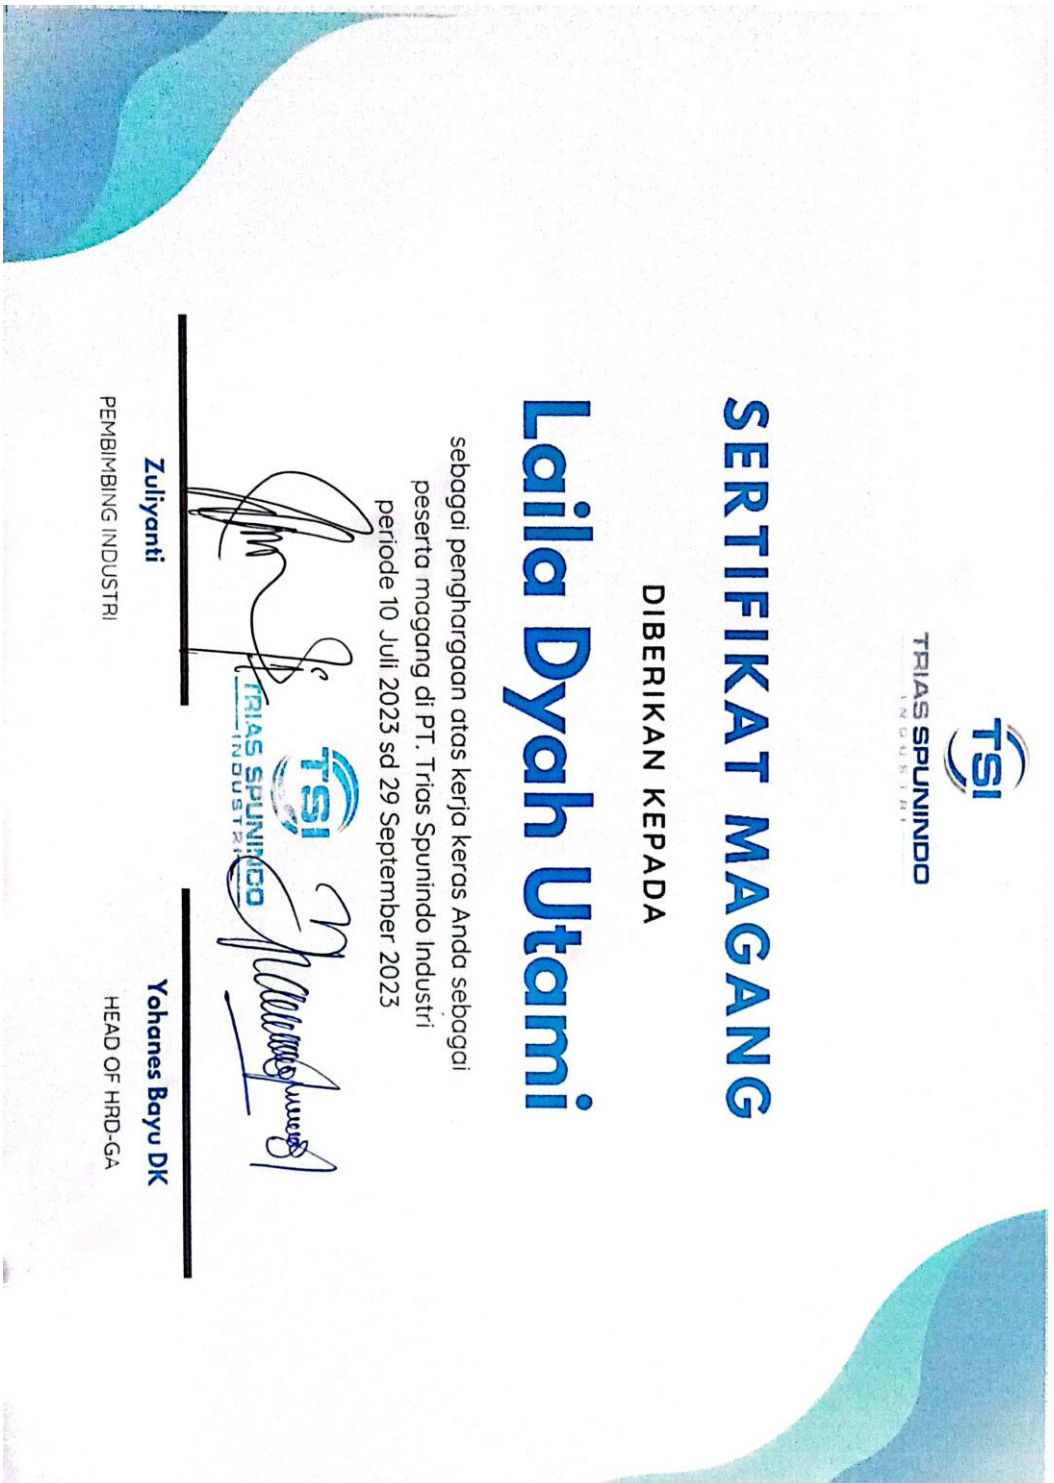 TSI
TRIAS SPUNINDO
INDUSTRI
SERTIFIKAT MAGANG
DIBERIKAN KEPADA
Laila Dyah Utami
sebagai penghargaan atas kerja keras Anda sebagai
peserta magang di PT. Trias Spunindo Industri
periode 10 Juli 2023 sd 29 September 2023
TSI
TRIAS SPUNINDO
INDUSTRI
Zuliyanti
PEMBIMBING INDUSTRI
Yohanes Bayu DK
HEAD OF HRD-GA